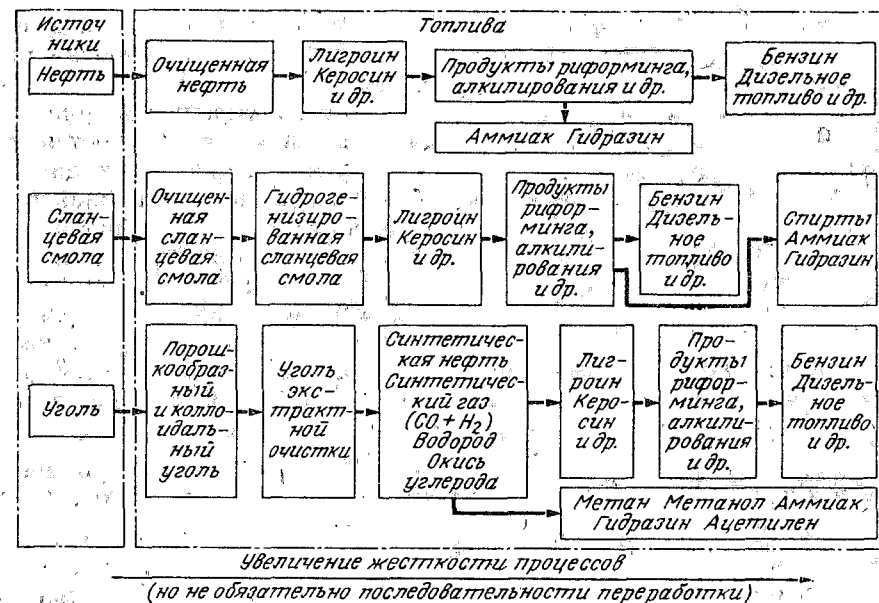 Источ
ники
Топлива
Нефть
Очищенная
нефть
Лигроин
Керосин
и др.
Продукты риформинга,
алкилирования и др.
Бензин
Дизельное
топливо и др.
Аммиак Гидразин
Слан-
цевая
смола
Очищен-
ная
слан-
цевая
смола
Гидроге-
низиро-
ванная
сланцевая
смола
Лигроин
Керосин
и др.
Продукты
рифор-
минга,
алкили-
рования
и др.
Бензин
Дизель-
ное
топливо
и др.
Спирты
Аммиак
Гидразин
Уголь
Порош-
кообразный
и колло-
идаль-
ный
уголь
Уголь
экс-
тракт-
ной
очистки
Синтетичес-
кая нефть
Синтетичес-
кий газ
(CO + H₂)
Водород
Окись
углерода
Лиг-
роин
Керо-
син
и др.
Про-
дукты
рифор-
минга,
алкили-
рования
и др.
Бензин
Дизель-
ное
топливо
и др.
Метан Метанол Аммиак,
Гидразин Ацетилен
Увеличение жесткости процессов
(но не обязательно последовательности переработки)